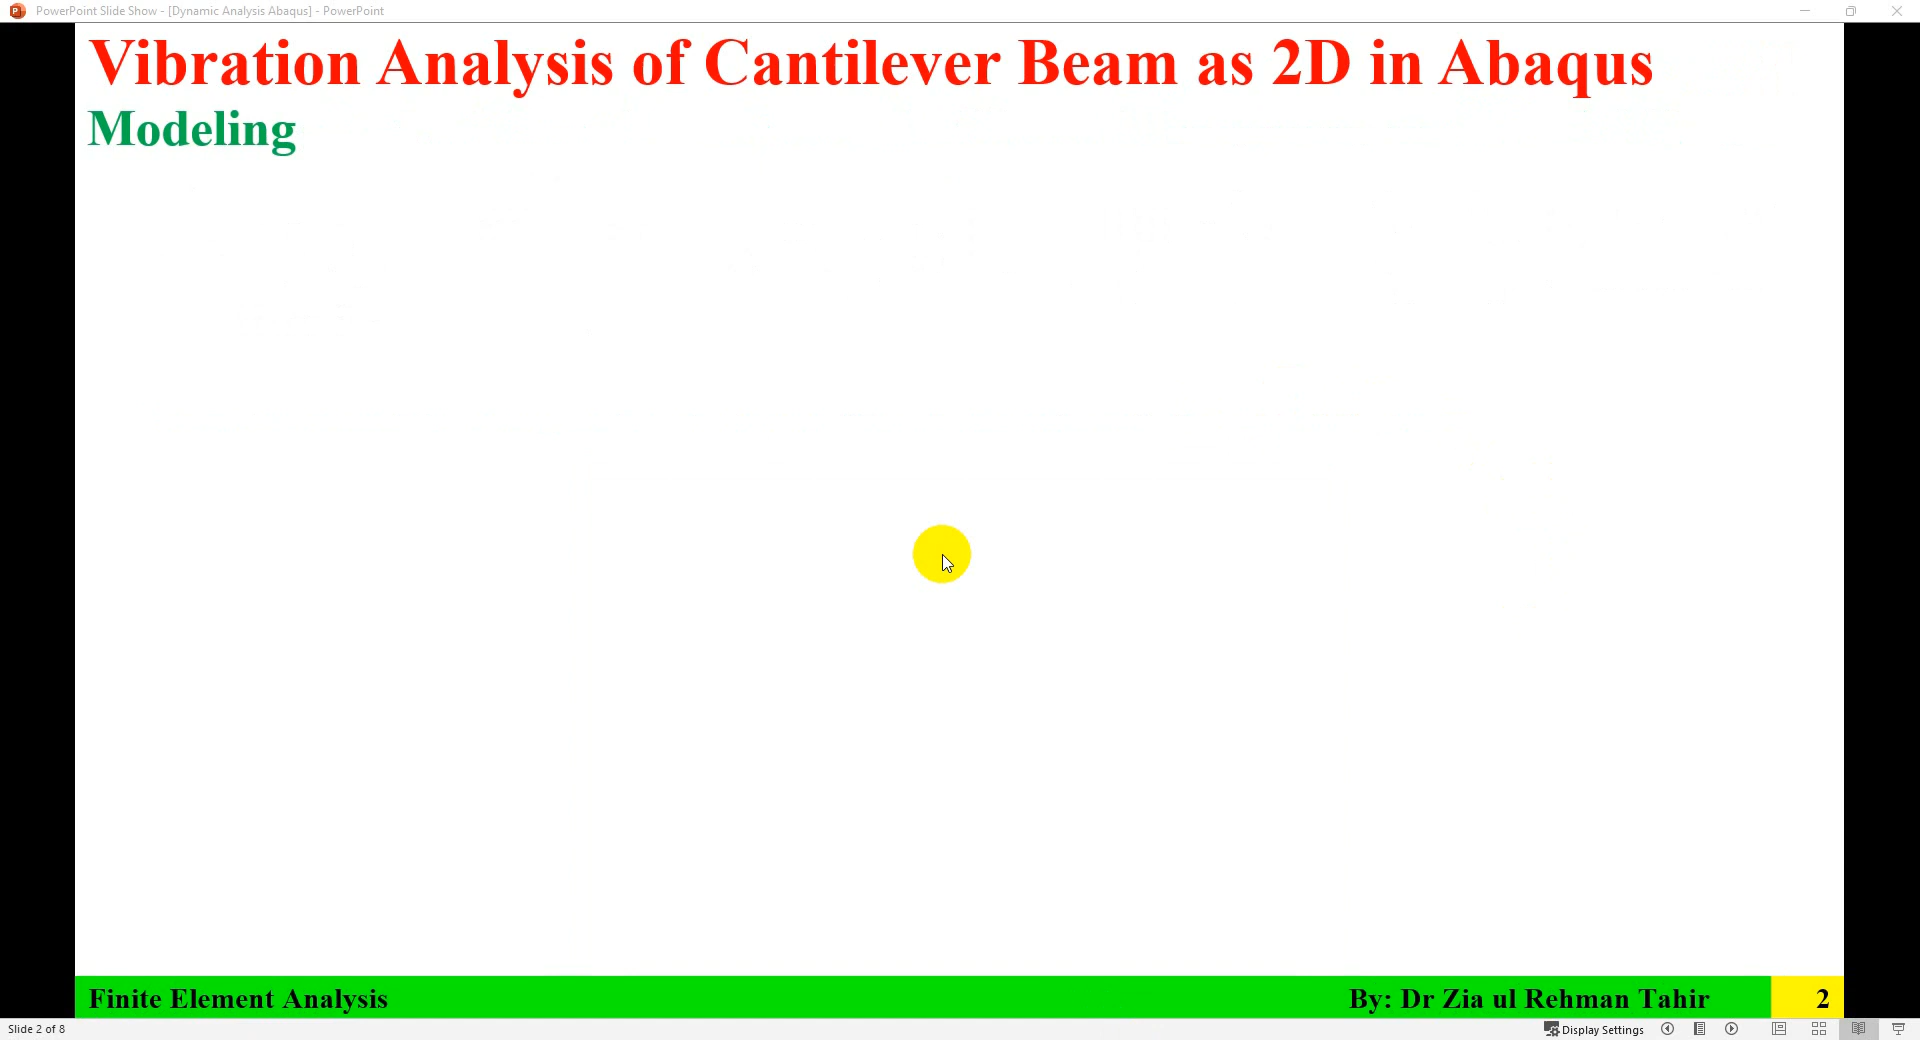 PowerPoint Slide Show - [Dynamic Analysis Abaqus] - PowerPoint
Vibration Analysis of Cantilever Beam as 2D in Abaqus
Modeling
Finite Element Analysis
By: Dr Zia ul Rehman Tahir
2
Slide 2 of 8
Display Settings